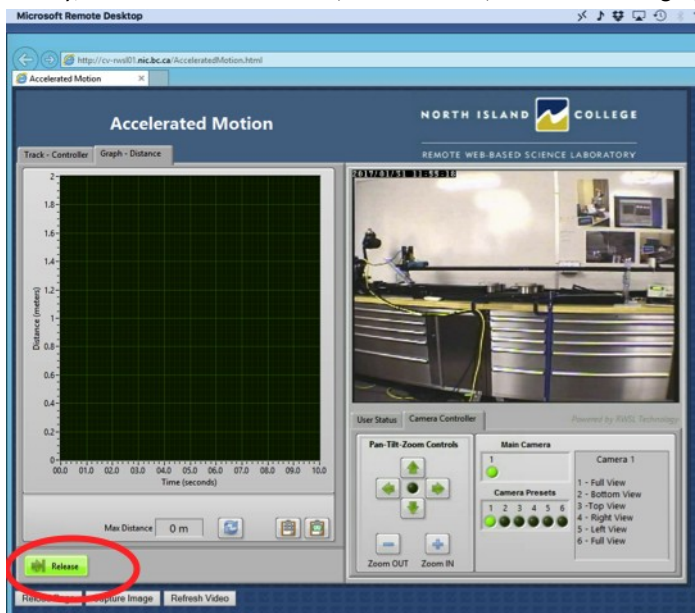 Microsoft Remote Desktop
http://cv-rwsl01.nic.bc.ca/AcceleratedMotion.html
Accelerated Motion
Accelerated Motion
NORTH ISLAND COLLEGE
REMOTE WEB-BASED SCIENCE LABORATORY
Track - Controller Graph - Distance
2
1.8
1.6
1.4
1.2
1
0.8
0.6
0.4
0.2
0
Distance (meters)
00.0 01.0 02.0 03.0 04.0 05.0 06.0 07.0 08.0 09.0 10.0
Time (seconds)
Max Distance 0 m
Release
Capture Image Refresh Video
User Status Camera Controller
Powered by RWSL Technology
Pan-Tilt-Zoom Controls
Zoom OUT Zoom IN
Main Camera
1
Camera Presets
1 2 3 4 5 6
Camera 1
1 - Full View
2 - Bottom View
3 -Top View
4 - Right View
5 - Left View
6 - Full View